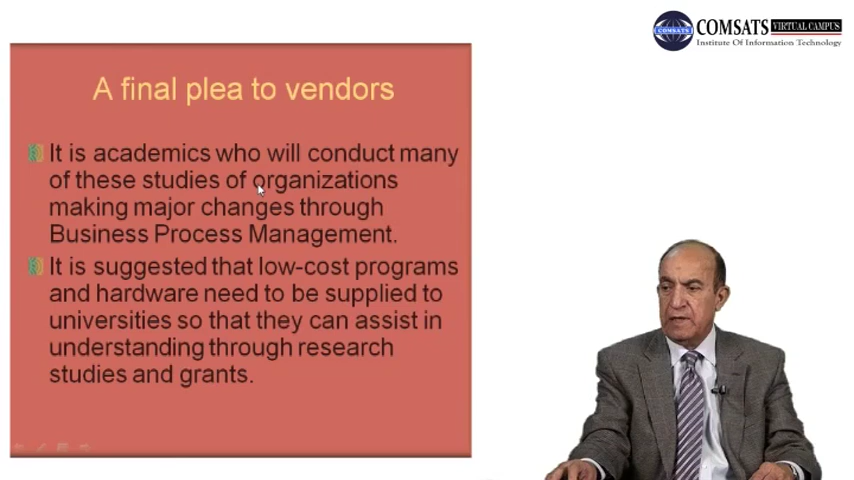 COMSATS VIRTUAL CAMPUS
COMSATS
Institute Of Information Technology
A final plea to vendors
It is academics who will conduct many
of these studies of organizations
making major changes through
Business Process Management.
It is suggested that low-cost programs
and hardware need to be supplied to
universities so that they can assist in
understanding through research
studies and grants.